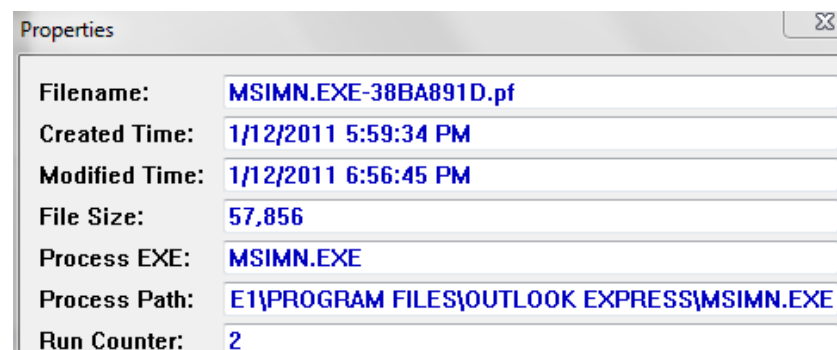 Properties
Filename: MSIMN.EXE-38BA891D.pf
Created Time: 1/12/2011 5:59:34 PM
Modified Time: 1/12/2011 6:56:45 PM
File Size: 57,856
Process EXE: MSIMN.EXE
Process Path: E1\PROGRAM FILES\OUTLOOK EXPRESS\MSIMN.EXE
Run Counter: 2